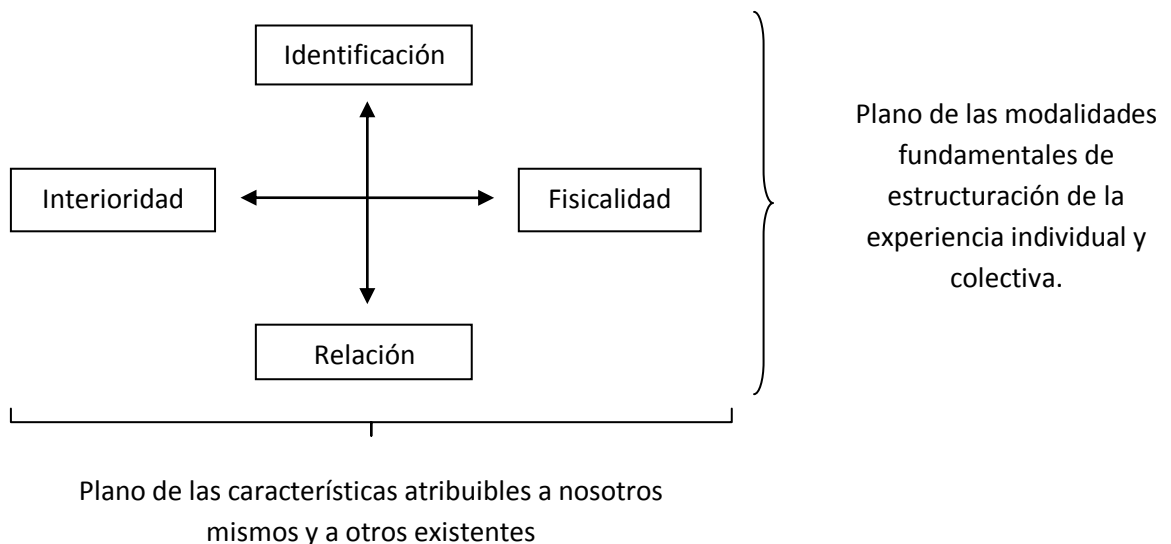 Identificación
Interioridad
Fisicalidad
Relación
Plano de las modalidades
fundamentales de
estructuración de la
experiencia individual y
colectiva.
Plano de las características atribuibles a nosotros
mismos y a otros existentes